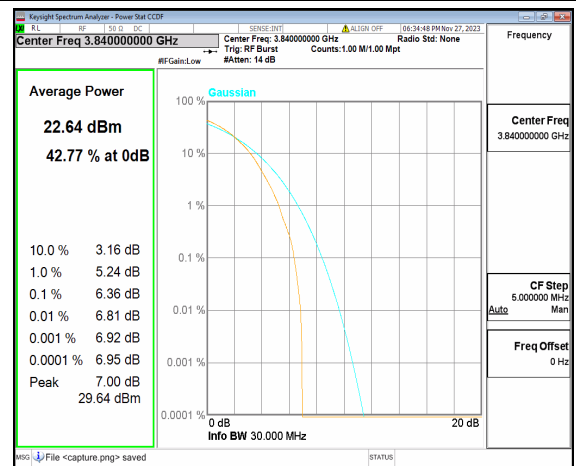 Keysight Spectrum Analyzer - Power Stat CCDF
RL RF 50 Ω DC SENSE:INT ALIGN OFF 06:34:48 PM Nov 27, 2023
Center Freq 3.840000000 GHz
Center Freq: 3.840000000 GHz Radio Std: None
Trig: RF Burst Counts:1.00 M/1.00 Mpt
#IFGain:Low #Atten: 14 dB
Frequency
Average Power
22.64 dBm
42.77 % at 0dB
10.0 % 3.16 dB
1.0 % 5.24 dB
0.1 % 6.36 dB
0.01 % 6.81 dB
0.001 % 6.92 dB
0.0001 % 6.95 dB
Peak 7.00 dB
29.64 dBm
Gaussian
100 %
10 %
1 %
0.1 %
0.01 %
0.001 %
0.0001 %
0 dB 20 dB
Info BW 30.000 MHz
Center Freq
3.840000000 GHz
CF Step
5.000000 MHz
Auto Man
Freq Offset
0 Hz
MSG File <capture.png> saved STATUS